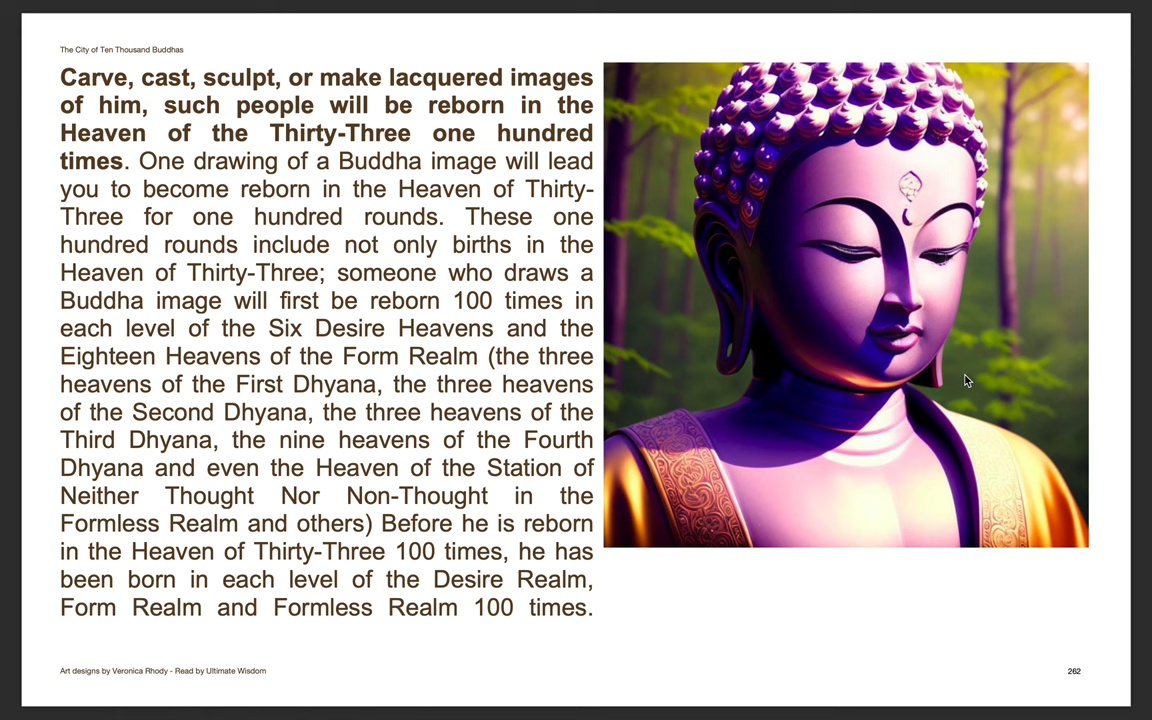 The City of Ten Thousand Buddhas
Carve, cast, sculpt, or make lacquered images
of him, such people will be reborn in the
Heaven of the Thirty-Three one hundred
times. One drawing of a Buddha image will lead
you to become reborn in the Heaven of Thirty-
Three for one hundred rounds. These one
hundred rounds include not only births in the
Heaven of Thirty-Three; someone who draws a
Buddha image will first be reborn 100 times in
each level of the Six Desire Heavens and the
Eighteen Heavens of the Form Realm (the three
heavens of the First Dhyana, the three heavens
of the Second Dhyana, the three heavens of the
Third Dhyana, the nine heavens of the Fourth
Dhyana and even the Heaven of the Station of
Neither Thought Nor Non-Thought in the
Formless Realm and others) Before he is reborn
in the Heaven of Thirty-Three 100 times, he has
been born in each level of the Desire Realm,
Form Realm and Formless Realm 100 times.
Art designs by Veronica Rhody - Read by Ultimate Wisdom
262